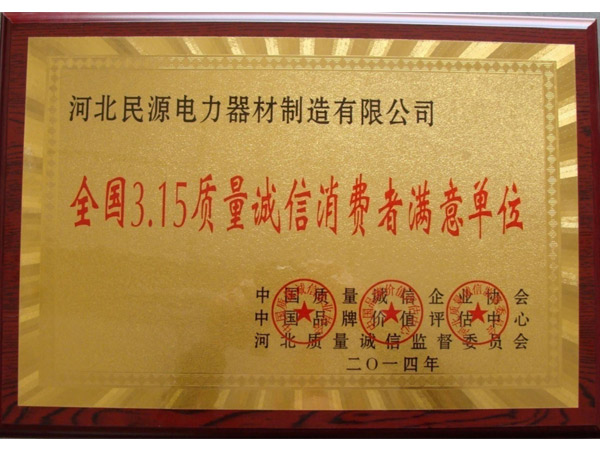 河北民源电力器材制造有限公司
全国3.15质量诚信消费者满意单位
中国质量诚信企业协会
中国品牌价值评估中心
河北质量诚信监督委员会
二〇一四年